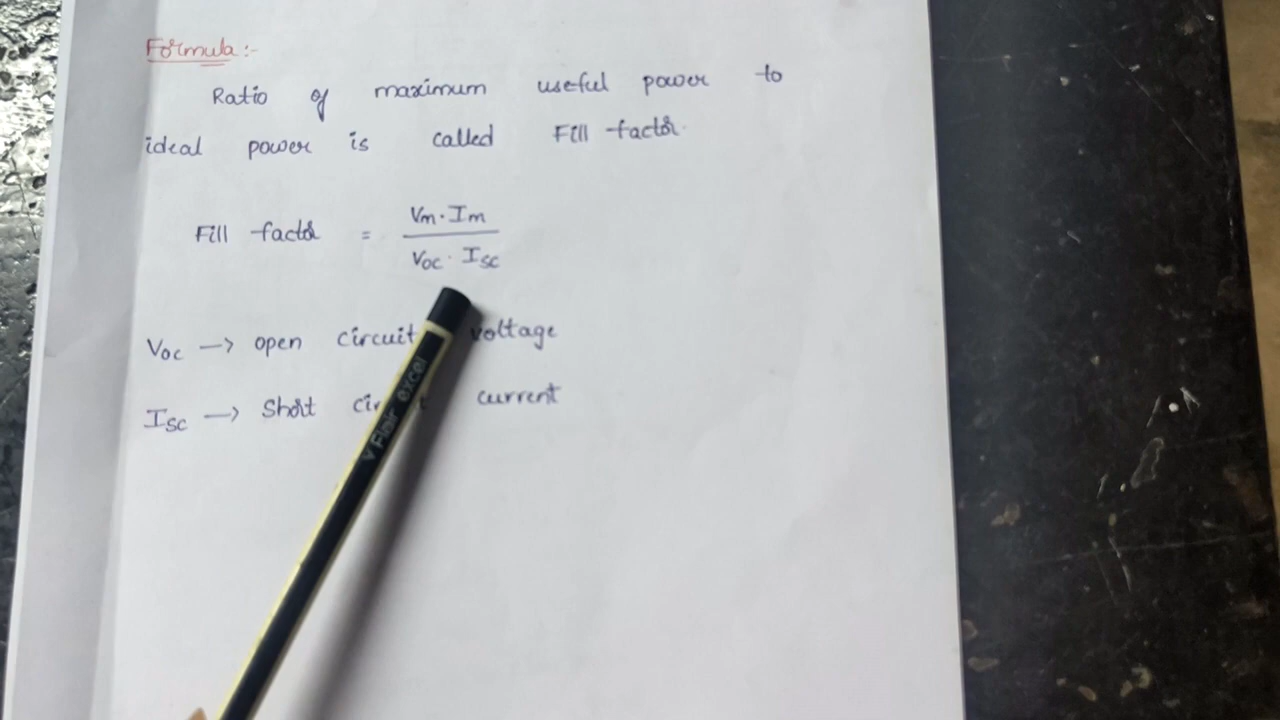 Formula :-
Ratio of maximum useful power to
ideal power is called Fill factor.
Fill factor = Vm. Im / Voc. Isc
Voc → open circuit voltage
Isc → Short current
Flair excel